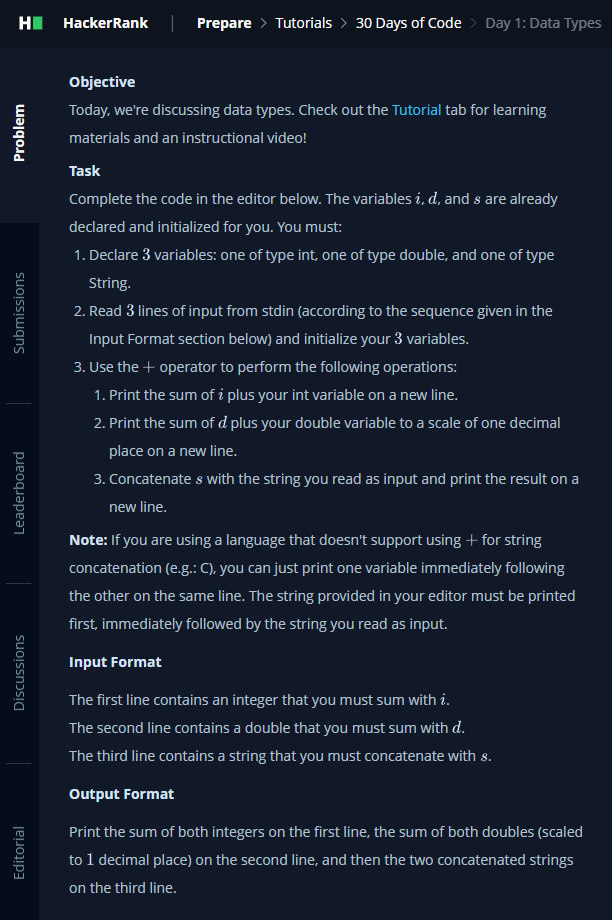 HackerRank | Prepare > Tutorials > 30 Days of Code > Day 1: Data Types
Problem
Submissions
Leaderboard
Discussions
Editorial
Objective
Today, we're discussing data types. Check out the Tutorial tab for learning
materials and an instructional video!
Task
Complete the code in the editor below. The variables i, d, and s are already
declared and initialized for you. You must:
1. Declare 3 variables: one of type int, one of type double, and one of type
String.
2. Read 3 lines of input from stdin (according to the sequence given in the
Input Format section below) and initialize your 3 variables.
3. Use the + operator to perform the following operations:
1. Print the sum of i plus your int variable on a new line.
2. Print the sum of d plus your double variable to a scale of one decimal
place on a new line.
3. Concatenate s with the string you read as input and print the result on a
new line.
Note: If you are using a language that doesn't support using + for string
concatenation (e.g.: C), you can just print one variable immediately following
the other on the same line. The string provided in your editor must be printed
first, immediately followed by the string you read as input.
Input Format
The first line contains an integer that you must sum with i.
The second line contains a double that you must sum with d.
The third line contains a string that you must concatenate with s.
Output Format
Print the sum of both integers on the first line, the sum of both doubles (scaled
to 1 decimal place) on the second line, and then the two concatenated strings
on the third line.